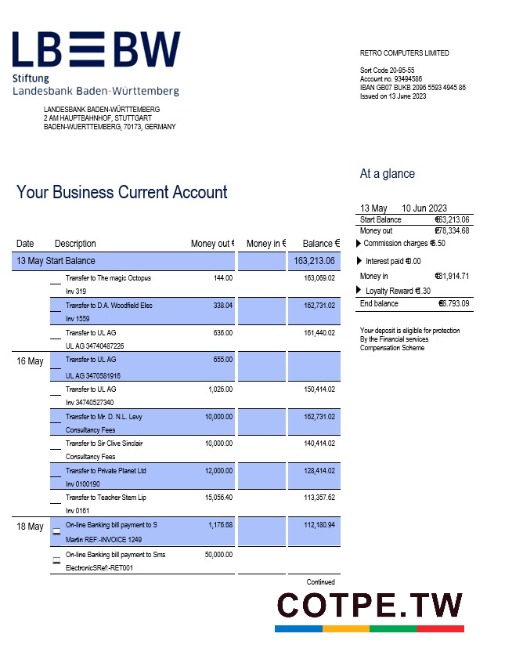 LBBW
Stiftung
Landesbank Baden-Württemberg
LANDESBANK BADEN-WÜRTTEMBERG
2 AM HAUPTBAHNHOF, STUTTGART
BADEN-WUERTTEMBERG, 70173, GERMANY
RETRO COMPUTERS LIMITED
Sort Code 20-95-55
Account no. 93494586
IBAN GB07 BUKB 2096 5593 4945 86
Issued on 13 June 2023
Your Business Current Account
At a glance
13 May 10 Jun 2023
Start Balance €63,213.06
Money out €78,334.68
Commission charges €6.50
Interest paid €0.00
Money in €31,914.71
Loyalty Reward €1.30
End balance €6.793.09
Your deposit is eligible for protection
By the Financial services
Compensation Scheme
Date Description Money out € Money in € Balance €
13 May Start Balance 163,213.06
Transfer to The magic Octopus 144.00 163,069.02
Inv 319
Transfer to D.A. Woodfield Elec 338.04 162,731.02
Inv 1559
Transfer to UL AG 636.00 161,440.02
UL AG 34740487226
16 May Transfer to UL AG 655.00
UL AG 3470581916
Transfer to UL AG 1,026.00 150,414.02
Inv 34740527340
Transfer to Mr. D. N.L. Levy 10,000.00 162,731.02
Consultancy Fees
Transfer to Sir Clive Sinclair 10,000.00 140,414.02
Consultancy Fees
Transfer to Private Planet Ltd 12,000.00 128,414.02
Inv 0100190
Transfer to Teacher Stem Lip 15,056.40 113,357.62
Inv 0161
18 May On-line Banking bill payment to S 1,176.68 112,180.94
Martin REF:-INVOICE 1249
On-line Banking bill payment to Sms 50,000.00
ElectronicSRef:-RET001
Continued
COTPE.TW